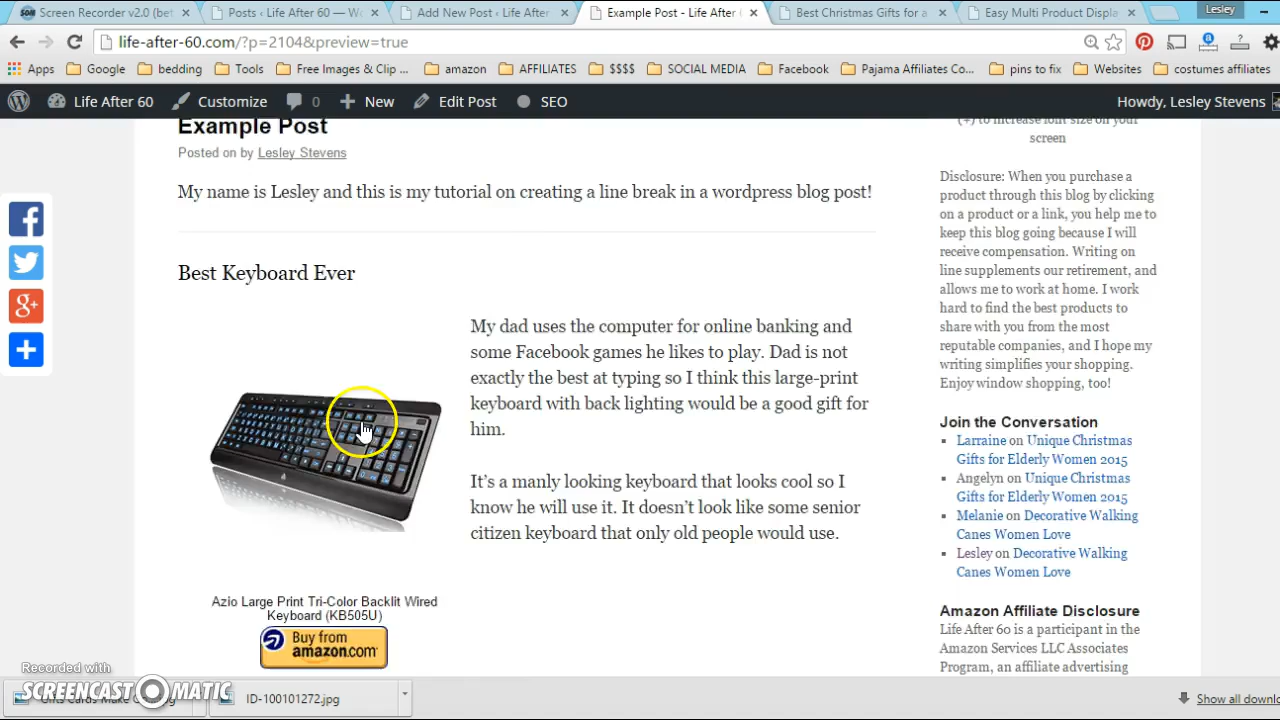 Screen Recorder v2.0 (bet
Posts ‹ Life After 60 — Wo
Add New Post ‹ Life After
Example Post - Life After
Best Christmas Gifts for a
Easy Multi Product Displa
Lesley
life-after-60.com/?p=2104&preview=true
Apps
Google
bedding
Tools
Free Images & Clip ...
amazon
AFFILIATES
$$$$
SOCIAL MEDIA
Facebook
Pajama Affiliates Co...
pins to fix
Websites
costumes affiliates
Life After 60
Customize
0
New
Edit Post
SEO
Howdy, Lesley Stevens
Example Post
Posted on by Lesley Stevens
My name is Lesley and this is my tutorial on creating a line break in a wordpress blog post!
Best Keyboard Ever
My dad uses the computer for online banking and
some Facebook games he likes to play. Dad is not
exactly the best at typing so I think this large-print
keyboard with back lighting would be a good gift for
him.
It's a manly looking keyboard that looks cool so I
know he will use it. It doesn't look like some senior
citizen keyboard that only old people would use.
Azio Large Print Tri-Color Backlit Wired
Keyboard (KB505U)
Buy from
amazon.com
(+) to increase font size on your
screen
Disclosure: When you purchase a
product through this blog by clicking
on a product or a link, you help me to
keep this blog going because I will
receive compensation. Writing on
line supplements our retirement, and
allows me to work at home. I work
hard to find the best products to
share with you from the most
reputable companies, and I hope my
writing simplifies your shopping.
Enjoy window shopping, too!
Join the Conversation
Larraine on Unique Christmas
Gifts for Elderly Women 2015
Angelyn on Unique Christmas
Gifts for Elderly Women 2015
Melanie on Decorative Walking
Canes Women Love
Lesley on Decorative Walking
Canes Women Love
Amazon Affiliate Disclosure
Life After 60 is a participant in the
Amazon Services LLC Associates
Program, an affiliate advertising
Recorded with
SCREENCAST MATIC
ID-100101272.jpg
Show all downlo